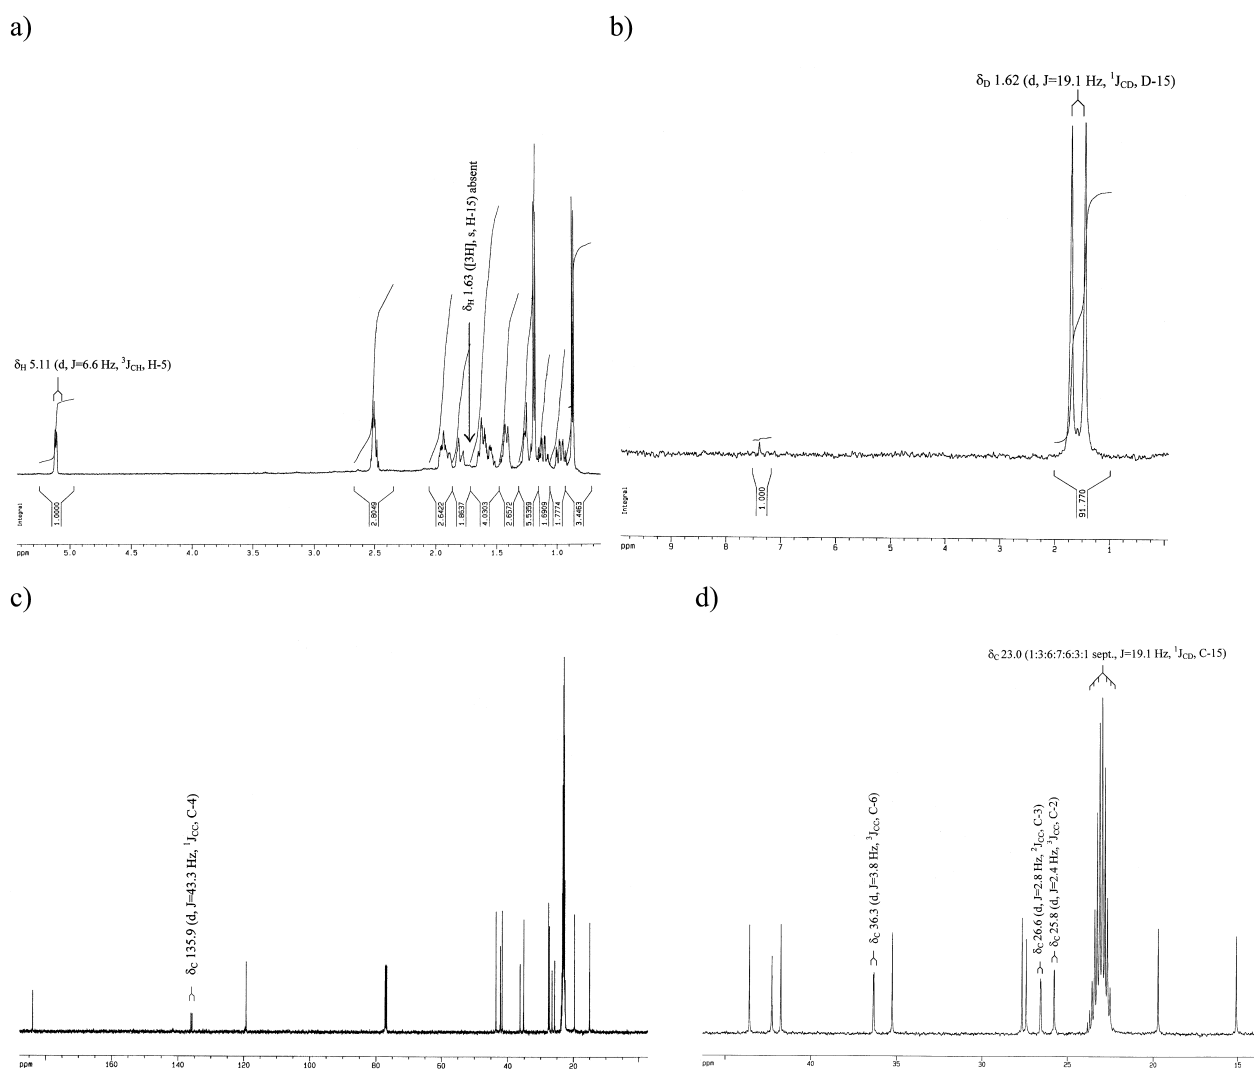 a)
δH 5.11 (d, J=6.6 Hz, ³JCH, H-5)
δH 1.63 ([3H], s, H-15) absent
Integral
1.0000
2.8049
2.6422
1.8637
4.0303
2.6572
5.5359
1.6909
1.7774
3.4463
ppm 5.0 4.5 4.0 3.5 3.0 2.5 2.0 1.5 1.0
b)
δD 1.62 (d, J=19.1 Hz, ¹JCD, D-15)
Integral
1.000
91.770
ppm 9 8 7 6 5 4 3 2 1
c)
δC 135.9 (d, J=43.3 Hz, ¹JCC, C-4)
ppm 160 140 120 100 80 60 40 20
d)
δC 23.0 (1:3:6:7:6:3:1 sept., J=19.1 Hz, ¹JCD, C-15)
δC 36.3 (d, J=3.8 Hz, ³JCC, C-6)
δC 26.6 (d, J=2.8 Hz, ²JCC, C-3)
δC 25.8 (d, J=2.4 Hz, ³JCC, C-2)
ppm 40 35 30 25 20 15